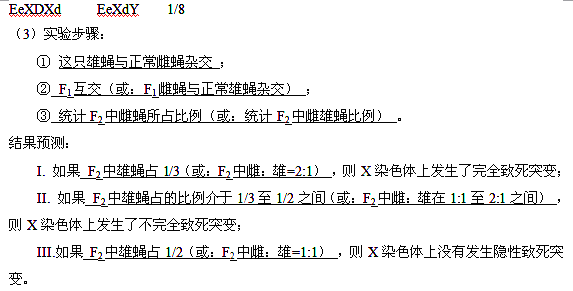 EeXDXd EeXdY 1/8
（3）实验步骤：
① 这只雄蝇与正常雌蝇杂交 ；
② F1互交（或：F1雌蝇与正常雄蝇杂交） ；
③ 统计 F2中雄蝇所占比例（或：统计 F2中雌雄蝇比例） 。
结果预测：
I. 如果 F2中雄蝇占 1/3（或：F2中雌：雄=2:1） ，则 X 染色体上发生了完全致死突变；
II. 如果 F2中雄蝇占的比例介于 1/3 至 1/2 之间（或：F2中雌：雄在 1:1 至 2:1 之间） ，
则 X 染色体上发生了不完全致死突变；
III.如果 F2中雄蝇占 1/2（或：F2中雌：雄=1:1） ，则 X 染色体上没有发生隐性致死突
变。